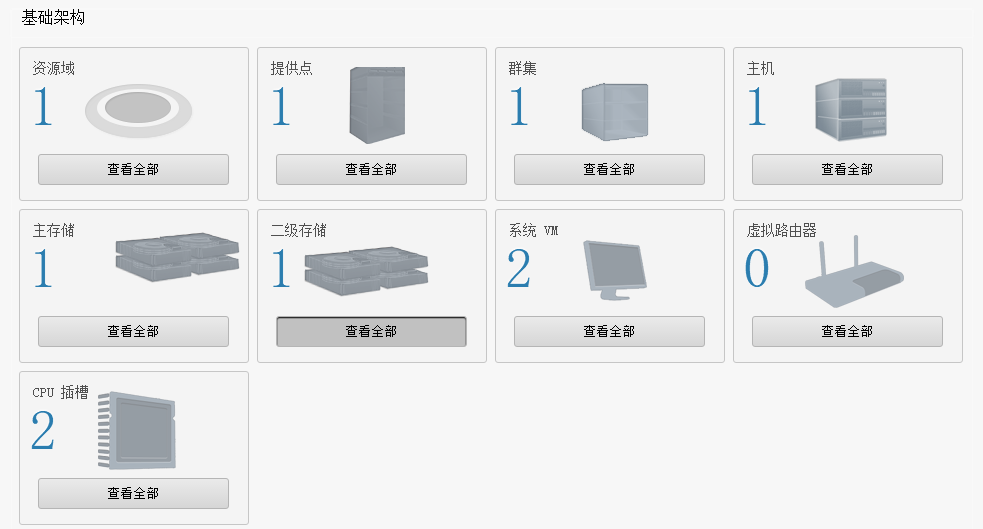 基础架构
资源域
1
查看全部
提供点
1
查看全部
群集
1
查看全部
主机
1
查看全部
主存储
1
查看全部
二级存储
1
查看全部
系统 VM
2
查看全部
虚拟路由器
0
查看全部
CPU 插槽
2
查看全部